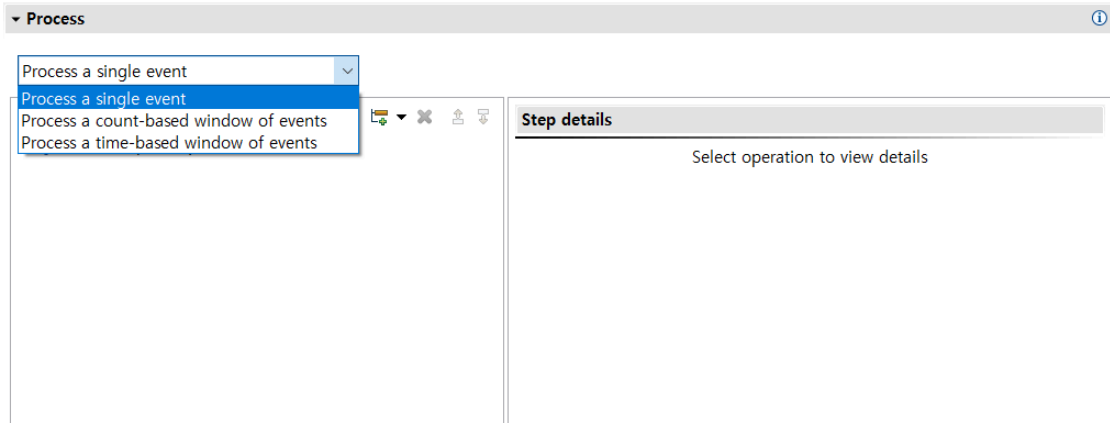 Process
Process a single event
Process a single event
Process a count-based window of events
Process a time-based window of events
Step details
Select operation to view details